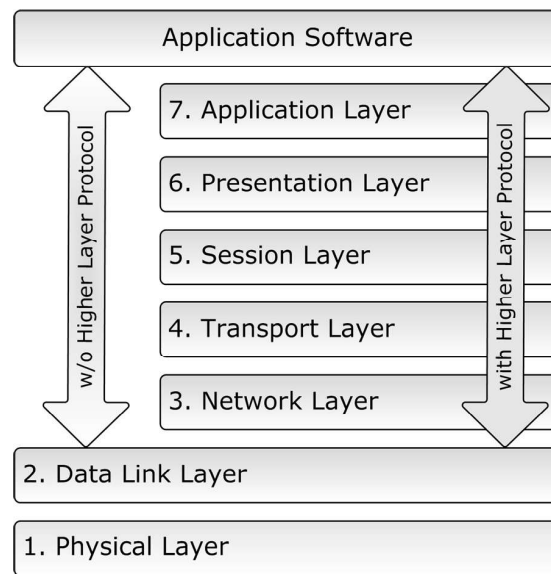 Application Software
7. Application Layer
6. Presentation Layer
5. Session Layer
4. Transport Layer
3. Network Layer
2. Data Link Layer
1. Physical Layer
w/o Higher Layer Protocol
with Higher Layer Protocol